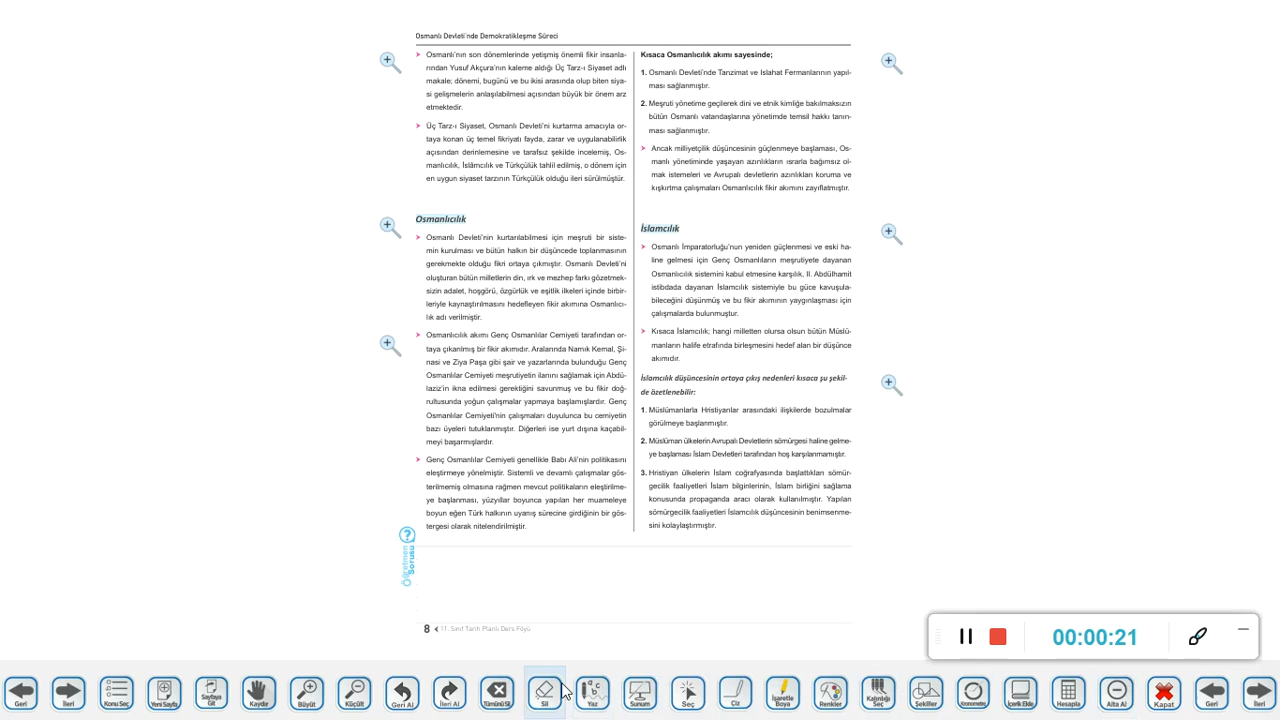 Osmanlı Devleti'nde Demokratikleşme Süreci
Osmanlı'nın son dönemlerinde yetişmiş önemli fikir insanla-
rından Yusuf Akçura'nın kaleme aldığı Üç Tarz-ı Siyaset adlı
makale; dönemi, bugünü ve bu ikisi arasında olup biten siya-
si gelişmelerin anlaşılabilmesi açısından büyük bir önem arz
etmektedir.
Üç Tarz-ı Siyaset, Osmanlı Devleti'ni kurtarma amacıyla or-
taya konan üç temel fikriyatı fayda, zarar ve uygulanabilirlik
açısından derinlemesine ve tarafsız şekilde incelemiş, Os-
manlıcılık, İslâmcılık ve Türkçülük tahlil edilmiş, o dönem için
en uygun siyaset tarzının Türkçülük olduğu ileri sürülmüştür.
Osmanlıcılık
Osmanlı Devleti'nin kurtarılabilmesi için meşruti bir siste-
min kurulması ve bütün halkın bir düşüncede toplanmasının
gerekmekte olduğu fikri ortaya çıkmıştır. Osmanlı Devleti'ni
oluşturan bütün milletlerin din, ırk ve mezhep farkı gözetmek-
sizin adalet, hoşgörü, özgürlük ve eşitlik ilkeleri içinde birbir-
leriyle kaynaştırılmasını hedefleyen fikir akımına Osmanlıcı-
lık adı verilmiştir.
Osmanlıcılık akımı Genç Osmanlılar Cemiyeti tarafından or-
taya çıkarılmış bir fikir akımıdır. Aralarında Namık Kemal, Şi-
nasi ve Ziya Paşa gibi şair ve yazarlarında bulunduğu Genç
Osmanlılar Cemiyeti meşrutiyetin ilanını sağlamak için Abdü-
laziz'in ikna edilmesi gerektiğini savunmuş ve bu fikir doğ-
rultusunda yoğun çalışmalar yapmaya başlamışlardır. Genç
Osmanlılar Cemiyeti'nin çalışmaları duyulunca bu cemiyetin
bazı üyeleri tutuklanmıştır. Diğerleri ise yurt dışına kaçabil-
meyi başarmışlardır.
Genç Osmanlılar Cemiyeti genellikle Babı Ali'nin politikasını
eleştirmeye yönelmiştir. Sistemli ve devamlı çalışmalar gös-
terilmemiş olmasına rağmen mevcut politikaların eleştirilme-
ye başlanması, yüzyıllar boyunca yapılan her muameleye
boyun eğen Türk halkının uyanış sürecine girdiğinin bir gös-
tergesi olarak nitelendirilmiştir.
Kısaca Osmanlıcılık akımı sayesinde;
1. Osmanlı Devleti'nde Tanzimat ve Islahat Fermanlarının yapıl-
ması sağlanmıştır.
2. Meşruti yönetime geçilerek dini ve etnik kimliğe bakılmaksızın
bütün Osmanlı vatandaşlarına yönetimde temsil hakkı tanın-
ması sağlanmıştır.
Ancak milliyetçilik düşüncesinin güçlenmeye başlaması, Os-
manlı yönetiminde yaşayan azınlıkların ısrarla bağımsız ol-
mak istemeleri ve Avrupalı devletlerin azınlıkları koruma ve
kışkırtma çalışmaları Osmanlıcılık fikir akımını zayıflatmıştır.
İslamcılık
Osmanlı İmparatorluğu'nun yeniden güçlenmesi ve eski ha-
line gelmesi için Genç Osmanlıların meşrutiyete dayanan
Osmanlıcılık sistemini kabul etmesine karşılık, II. Abdülhamit
istibdada dayanan İslamcılık sistemiyle bu güce kavuşula-
bileceğini düşünmüş ve bu fikir akımının yaygınlaşması için
çalışmalarda bulunmuştur.
Kısaca İslamcılık; hangi milletten olursa olsun bütün Müslü-
manların halife etrafında birleşmesini hedef alan bir düşünce
akımıdır.
İslamcılık düşüncesinin ortaya çıkış nedenleri kısaca şu şekil-
de özetlenebilir:
1. Müslümanlarla Hristiyanlar arasındaki ilişkilerde bozulmalar
görülmeye başlanmıştır.
2. Müslüman ülkelerin Avrupalı Devletlerin sömürgesi haline gelme-
ye başlaması İslam Devletleri tarafından hoş karşılanmamıştır.
3. Hristiyan ülkelerin İslam coğrafyasında başlattıkları sömür-
gecilik faaliyetleri İslam bilginlerinin, İslam birliğini sağlama
konusunda propaganda aracı olarak kullanılmıştır. Yapılan
sömürgecilik faaliyetleri İslamcılık düşüncesinin benimsenme-
sini kolaylaştırmıştır.
Öğretmen
Sorusu
8 11. Sınıf Tarih Planlı Ders Föyü
00:00:21
Geri İleri Konu Seç Yeni Sayfa Sayfaya Git Kaydır Büyüt Küçült Geri Al İleri Al Tümünü Sil Sil Yaz Sunum Seç Çiz İşaretle Boya Renkler Kalınlığı Seç Şekiller Kronometre İçerik Ekle Hesapla Alta Al Kapat Geri İleri